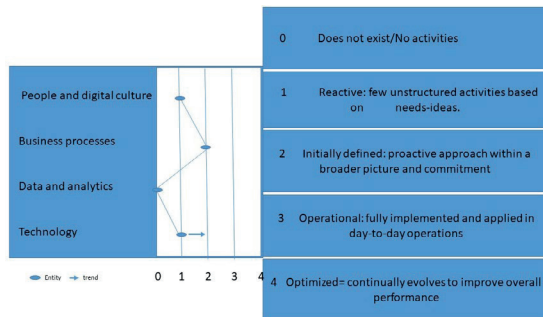 People and digital culture
Business processes
Data and analytics
Technology
Entity
trend
0 1 2 3 4
0 Does not exist/No activities
1 Reactive: few unstructured activities based
on needs-ideas.
2 Initially defined: proactive approach within a
broader picture and commitment
3 Operational: fully implemented and applied in
day-to-day operations
4 Optimized= continually evolves to improve overall
performance